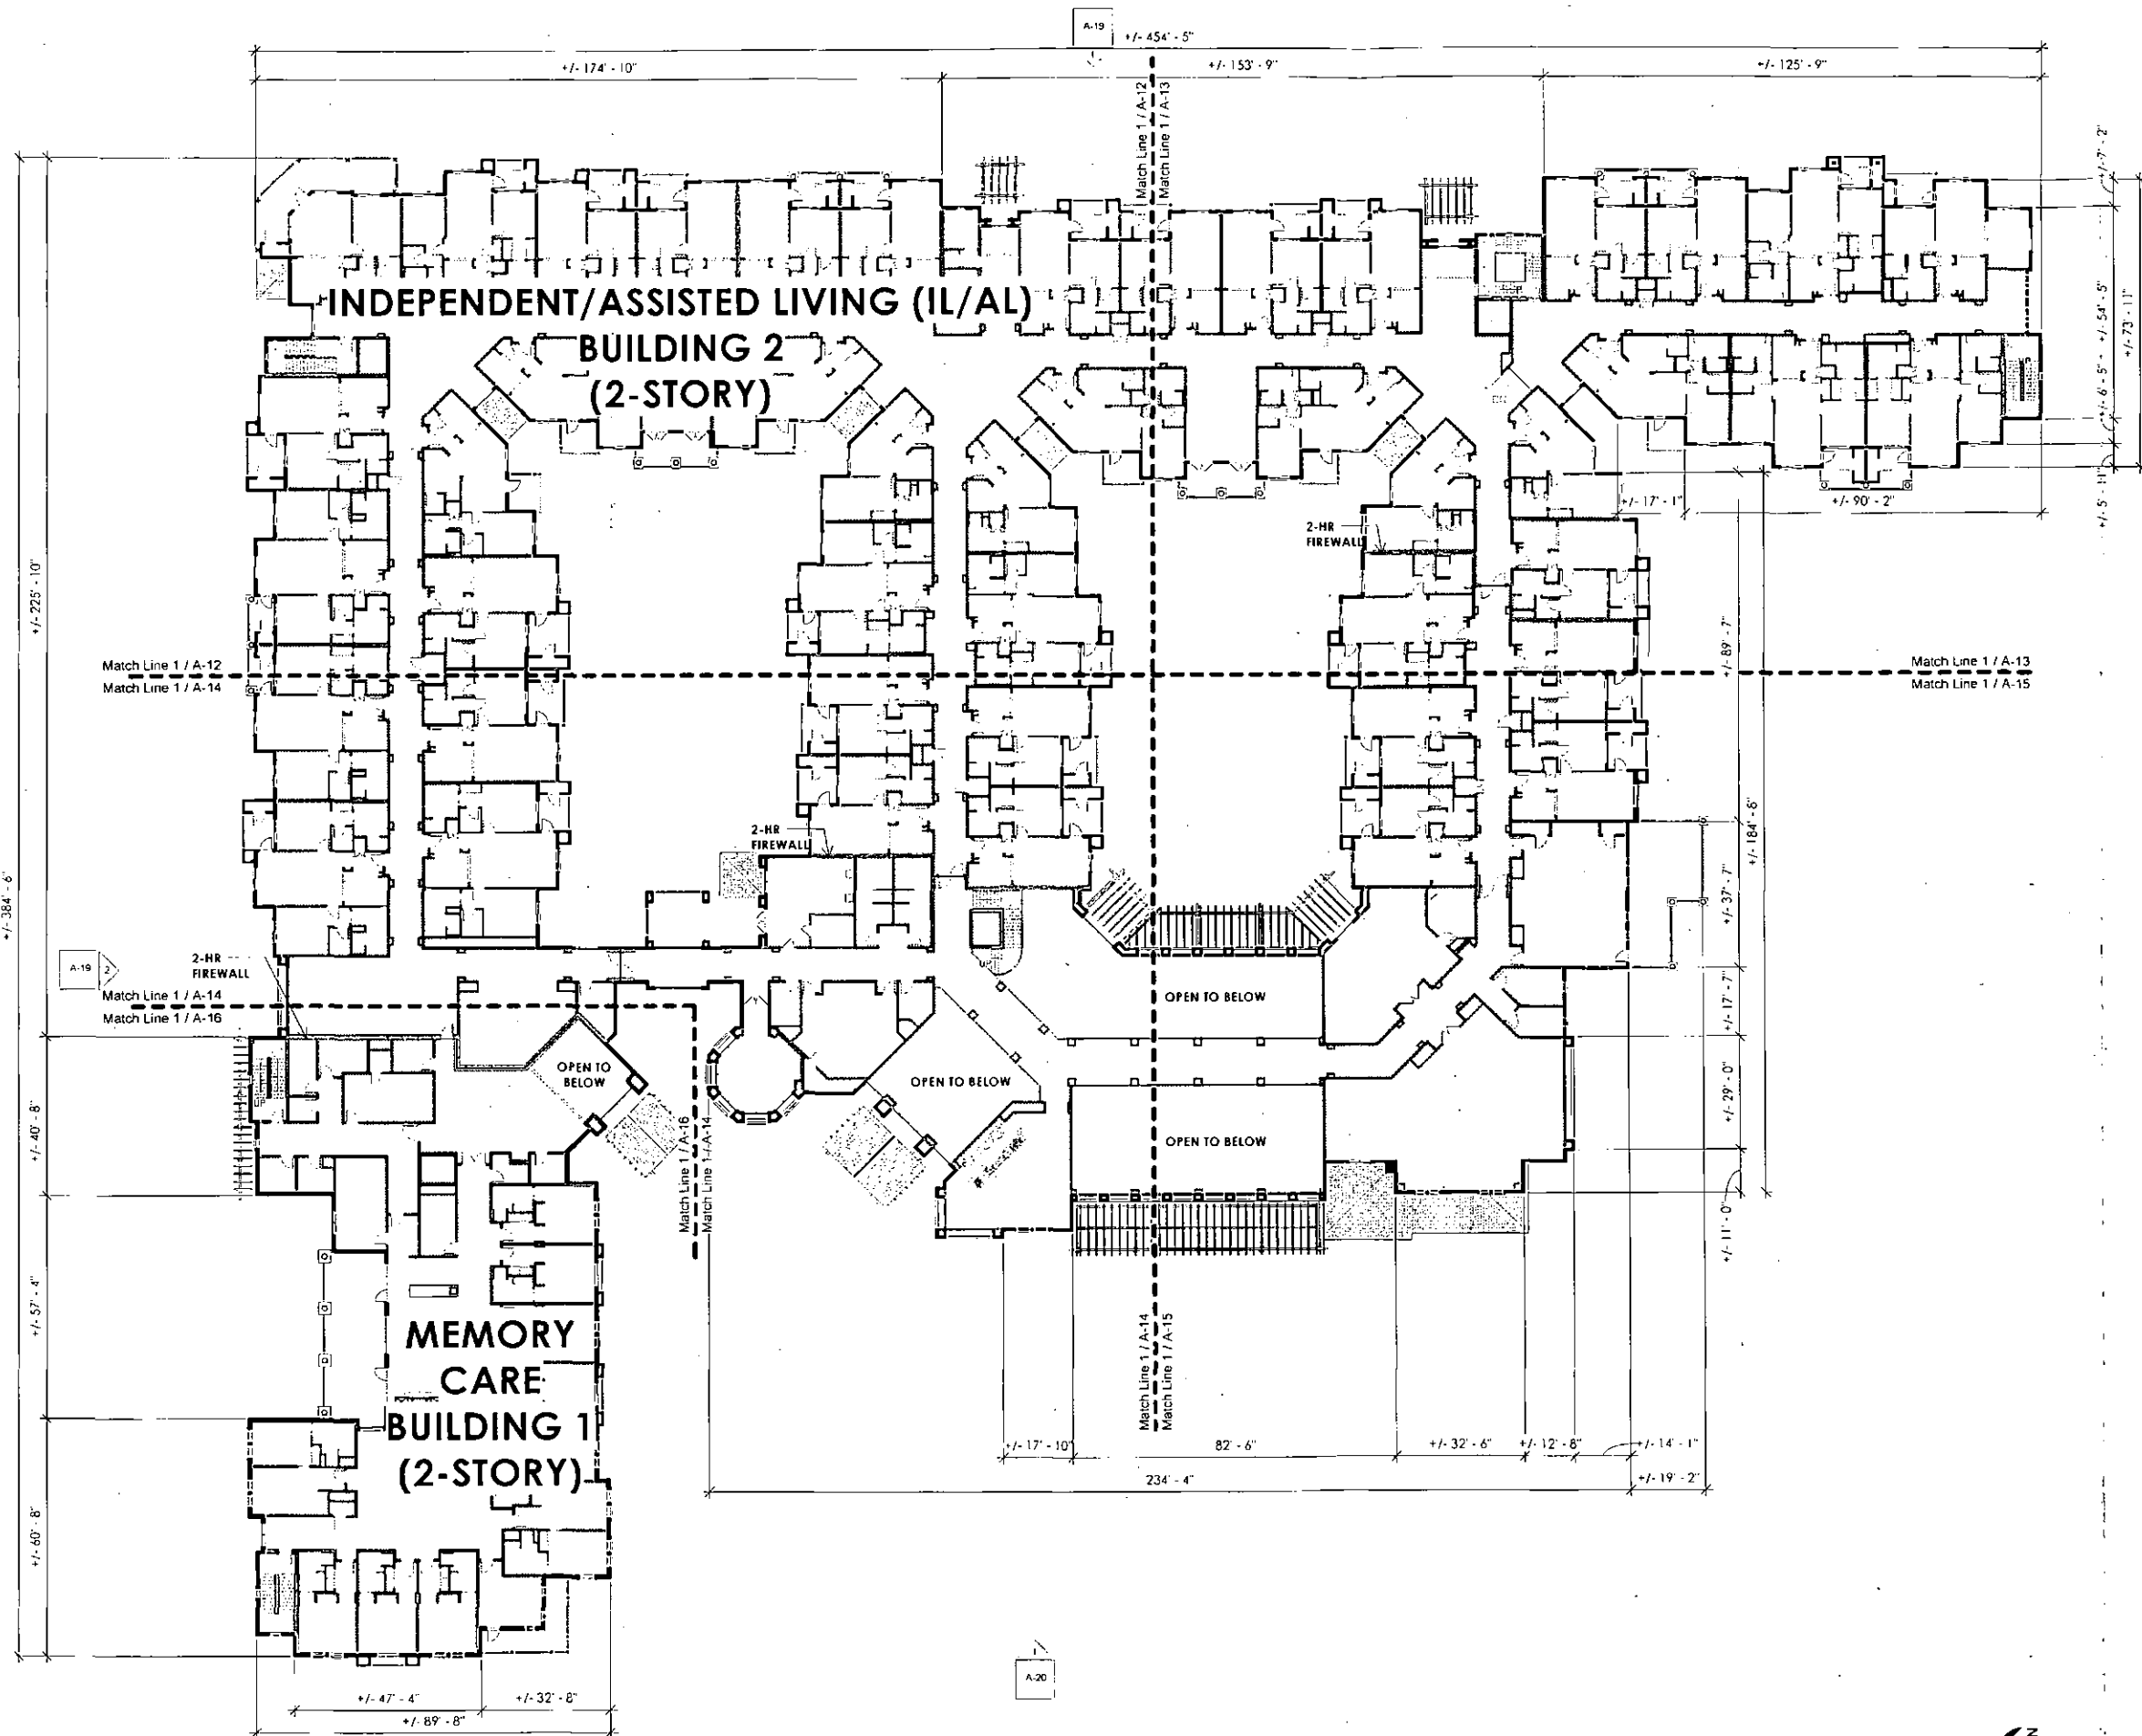 A-19
+/- 454' - 5"
+/- 174' - 10"
+/- 153' - 9"
+/- 125' - 9"
Match Line 1 / A-12
Match Line 1 / A-13
+/- 7' - 2"
INDEPENDENT/ASSISTED LIVING (IL/AL)
BUILDING 2
(2-STORY)
+/- 54' - 5"
+/- 73' - 11"
+/- 6' - 5"
+/- 5' - 11"
+/- 17' - 1"
+/- 90' - 2"
2-HR
FIREWALL
+/- 225' - 10"
+/- 384' - 6"
+/- 89' - 7"
Match Line 1 / A-12
Match Line 1 / A-14
Match Line 1 / A-13
Match Line 1 / A-15
2-HR
FIREWALL
+/- 184' - 8"
+/- 37' - 7"
A-19
2
2-HR
FIREWALL
Match Line 1 / A-14
Match Line 1 / A-16
OPEN TO BELOW
+/- 17' - 7"
OPEN TO
BELOW
OPEN TO BELOW
UP
+/- 40' - 8"
+/- 29' - 0"
OPEN TO BELOW
Match Line 1 / A-16
Match Line 1 / A-14
+/- 11' - 0"
+/- 57' - 4"
MEMORY
CARE
BUILDING 1
(2-STORY)
Match Line 1 / A-14
Match Line 1 / A-15
+/- 17' - 10"
82' - 6"
+/- 32' - 6"
+/- 12' - 8"
+/- 14' - 1"
234' - 4"
+/- 19' - 2"
+/- 60' - 8"
A-20
+/- 47' - 4"
+/- 32' - 8"
+/- 89' - 8"
N